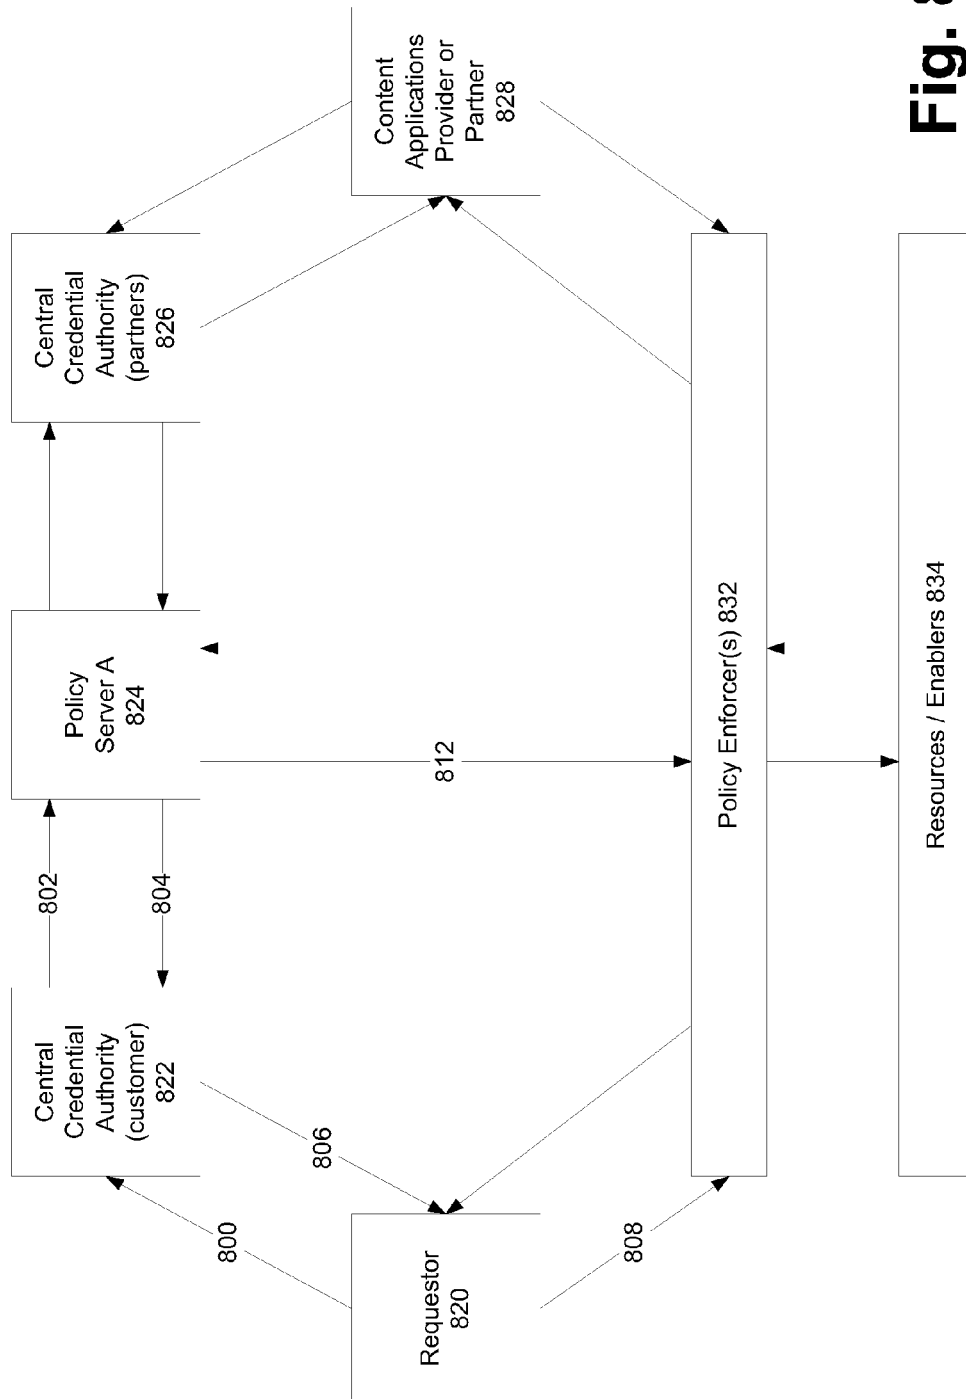 Central
Credential
Authority
(customer)
822
802
804
Policy
Server A
824
Central
Credential
Authority
(partners)
826
800
806
812
Requestor
820
Content
Applications
Provider or
Partner
828
808
Policy Enforcer(s) 832
Resources / Enablers 834
Fig. 8